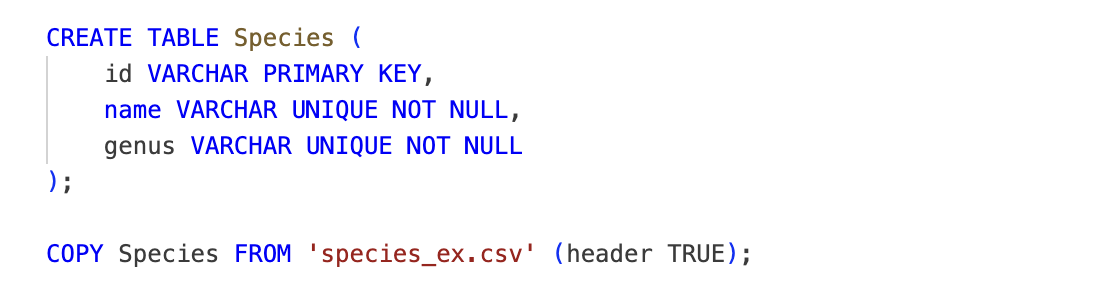 CREATE TABLE Species (
    id VARCHAR PRIMARY KEY,
    name VARCHAR UNIQUE NOT NULL,
    genus VARCHAR UNIQUE NOT NULL
);

COPY Species FROM 'species_ex.csv' (header TRUE);